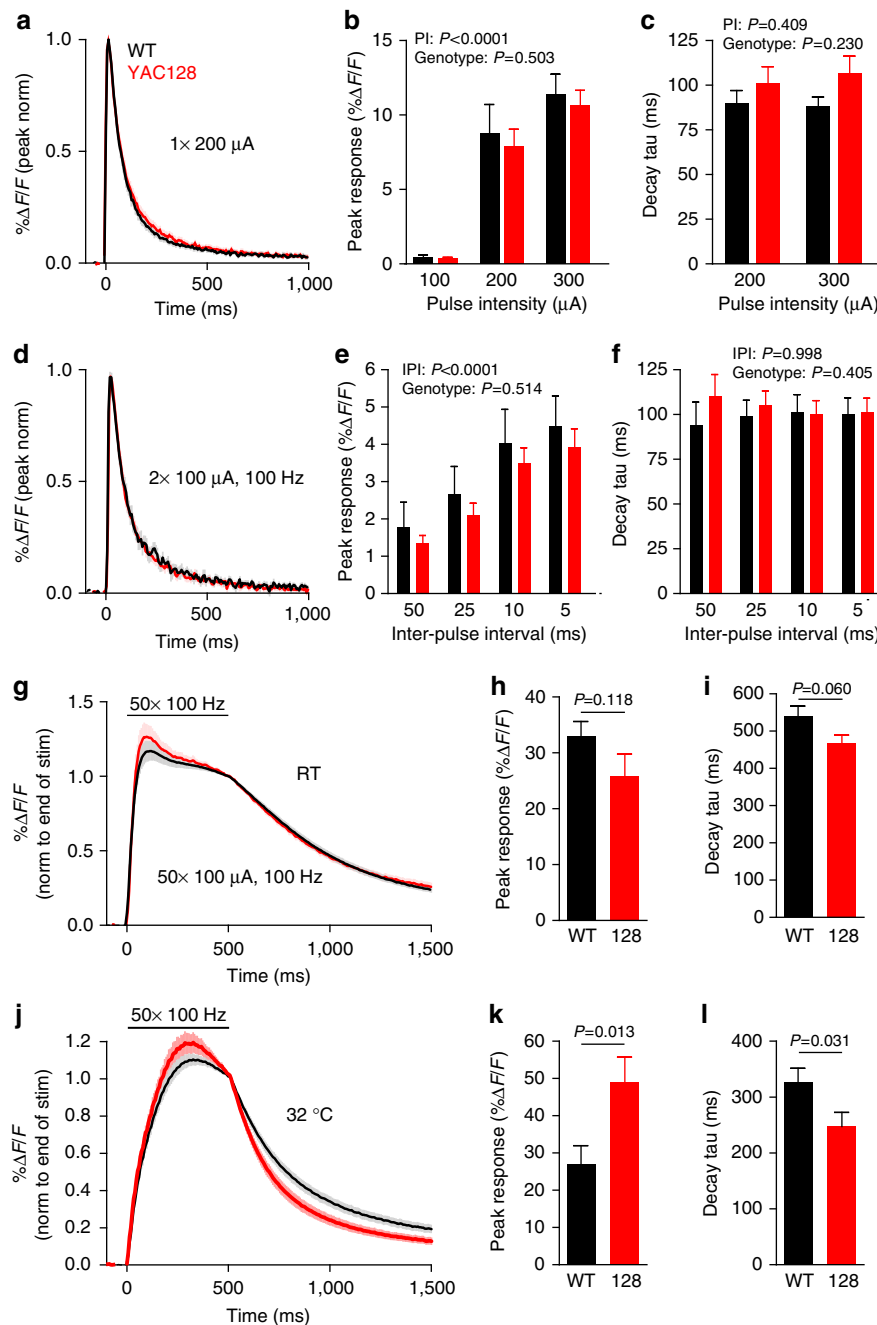 a
WT
YAC128
1× 200 µA
%ΔF/F (peak norm)
1.0
0.5
0.0
0
500
1,000
Time (ms)
b
PI: P<0.0001
Genotype: P=0.503
Peak response (%ΔF/F)
15
10
5
0
100
200
300
Pulse intensity (µA)
c
PI: P=0.409
Genotype: P=0.230
Decay tau (ms)
125
100
75
50
25
0
200
300
Pulse intensity (µA)
d
2× 100 µA, 100 Hz
%ΔF/F (peak norm)
1.0
0.5
0.0
0
500
1,000
Time (ms)
e
IPI: P<0.0001
Genotype: P=0.514
Peak response (%ΔF/F)
6
5
4
3
2
1
0
50
25
10
5
Inter-pulse interval (ms)
f
IPI: P=0.998
Genotype: P=0.405
Decay tau (ms)
125
100
75
50
25
0
50
25
10
5
Inter-pulse interval (ms)
g
50× 100 Hz
RT
50× 100 µA, 100 Hz
%ΔF/F
(norm to end of stim)
1.5
1.0
0.5
0.0
0
500
1,000
1,500
Time (ms)
h
P=0.118
Peak response (%ΔF/F)
40
30
20
10
0
WT
128
i
P=0.060
Decay tau (ms)
600
500
400
300
200
100
0
WT
128
j
50× 100 Hz
32 °C
%ΔF/F
(norm to end of stim)
1.2
1.0
0.8
0.6
0.4
0.2
0
0
500
1,000
1,500
Time (ms)
k
P=0.013
Peak response (%ΔF/F)
60
50
40
30
20
10
0
WT
128
l
P=0.031
Decay tau (ms)
400
300
200
100
0
WT
128